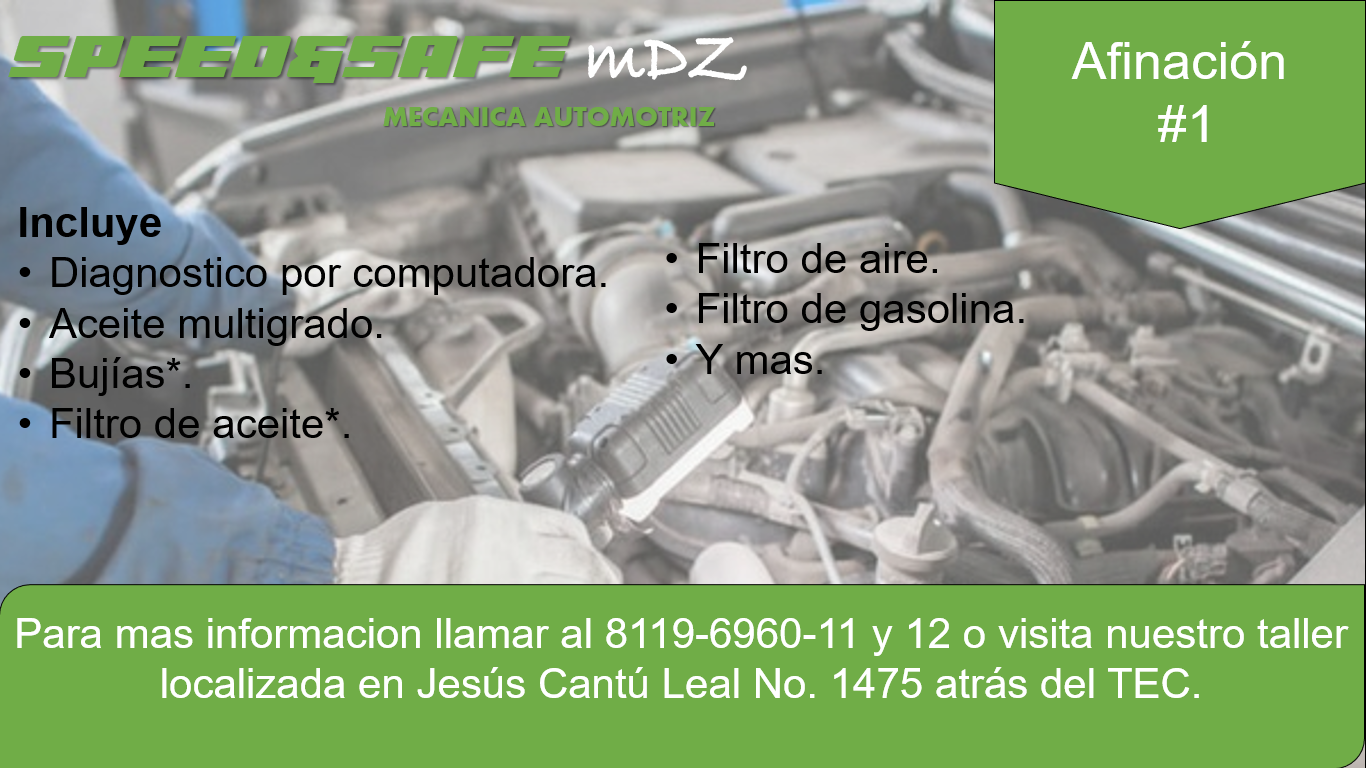 SPEED&SAFE mDZ
MECANICA AUTOMOTRIZ
Afinación
#1
Incluye
• Diagnostico por computadora.
• Aceite multigrado.
• Bujías*.
• Filtro de aceite*.
• Filtro de aire.
• Filtro de gasolina.
• Y mas.
Para mas informacion llamar al 8119-6960-11 y 12 o visita nuestro taller
localizada en Jesús Cantú Leal No. 1475 atrás del TEC.